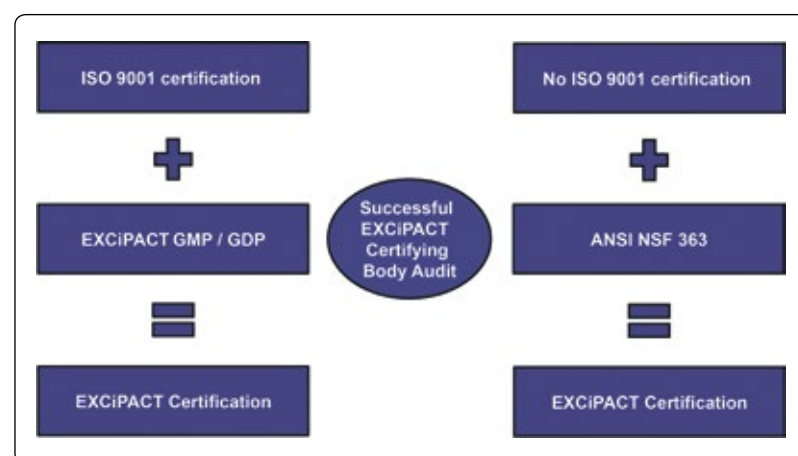 ISO 9001 certification
+
EXCiPACT GMP / GDP
=
EXCiPACT Certification
Successful
EXCiPACT
Certifying
Body Audit
No ISO 9001 certification
+
ANSI NSF 363
=
EXCiPACT Certification